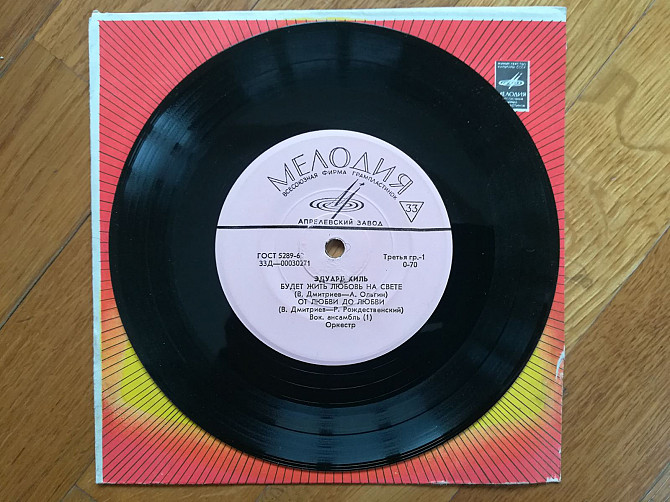 МЕЛОДИЯ
МЕЛОДИЯ
ВСЕСОЮЗНАЯ ФИРМА ГРАМПЛАСТИНОК
33
АПРЕЛЕВСКИЙ ЗАВОД
ГОСТ 5289-6
33Д—00030271
Третья гр.-1
0-70
ЭДУАРД ХИЛЬ
БУДЕТ ЖИТЬ ЛЮБОВЬ НА СВЕТЕ
(В. Дмитриев—А. Ольгин)
ОТ ЛЮБВИ ДО ЛЮБВИ
(В. Дмитриев—Р. Рождественский)
Вок. ансамбль (1)
Оркестр